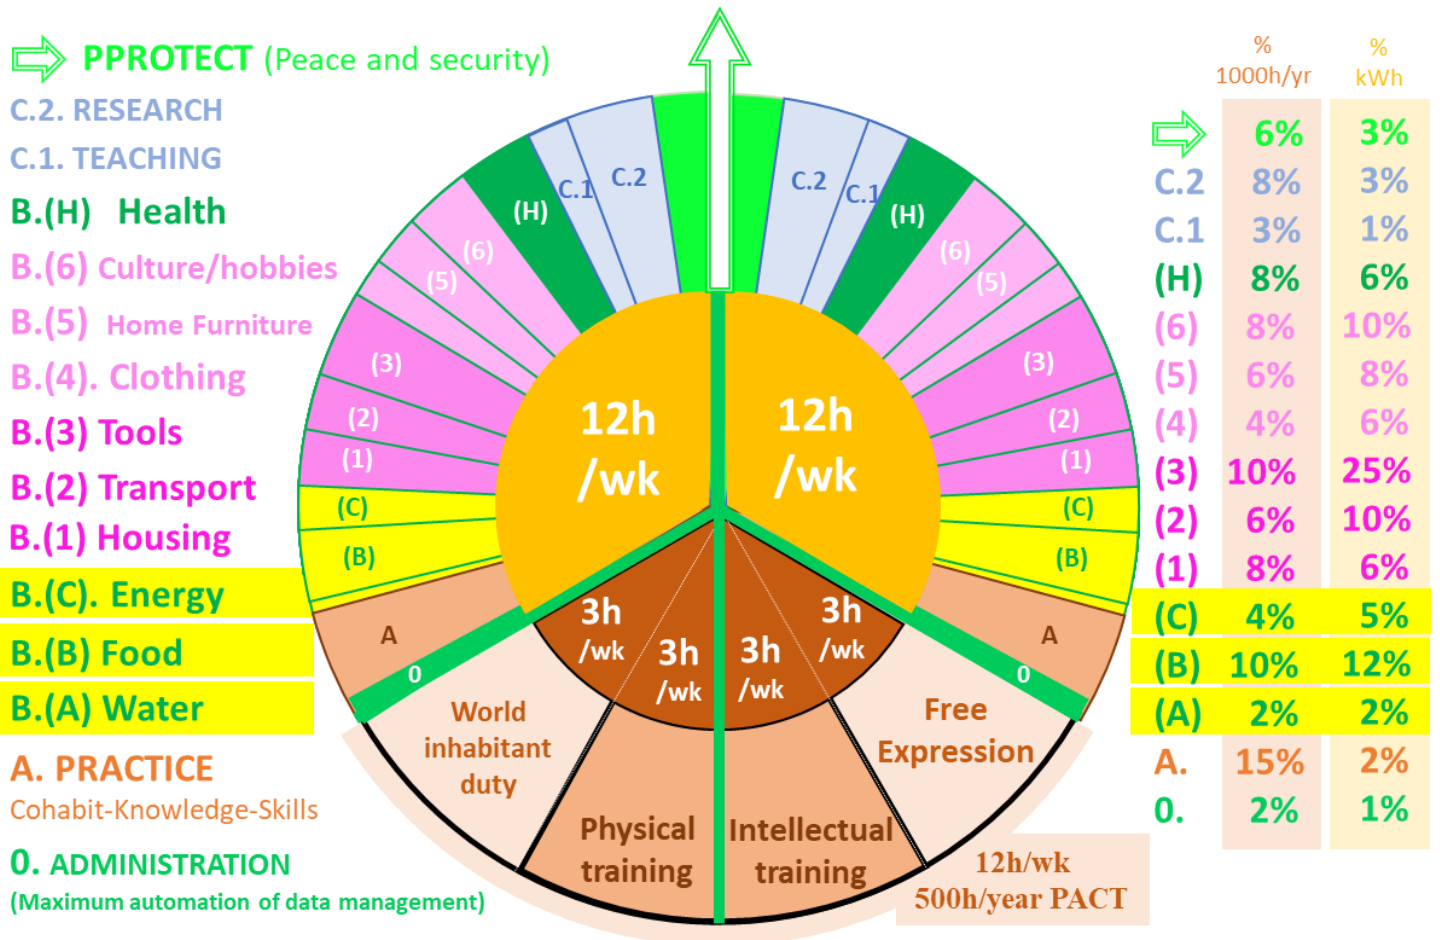 PPROTECT (Peace and security)
C.2. RESEARCH
C.1. TEACHING
B.(H) Health
B.(6) Culture/hobbies
B.(5) Home Furniture
B.(4). Clothing
B.(3) Tools
B.(2) Transport
B.(1) Housing
B.(C). Energy
B.(B) Food
B.(A) Water
A. PRACTICE
Cohabit-Knowledge-Skills
0. ADMINISTRATION
(Maximum automation of data management)
C.2
C.1
(H)
(6)
(5)
(3)
(2)
(1)
(C)
(B)
A
0
12h
/wk
12h
/wk
C.2
C.1
(H)
(6)
(5)
(3)
(2)
(1)
(C)
(B)
A
0
3h
/wk
3h
/wk
3h
/wk
3h
/wk
World
inhabitant
duty
Physical
training
Intellectual
training
Free
Expression
12h/wk
500h/year PACT
% %
1000h/yr kWh
6% 3%
C.2 8% 3%
C.1 3% 1%
(H) 8% 6%
(6) 8% 10%
(5) 6% 8%
(4) 4% 6%
(3) 10% 25%
(2) 6% 10%
(1) 8% 6%
(C) 4% 5%
(B) 10% 12%
(A) 2% 2%
A. 15% 2%
0. 2% 1%